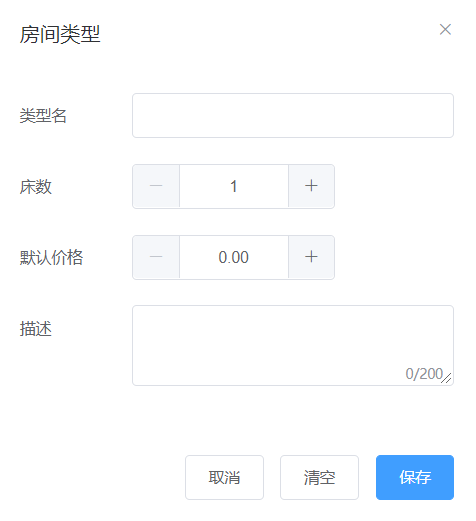 房间类型
类型名
床数
1
默认价格
0.00
描述
0/200
取消 清空 保存